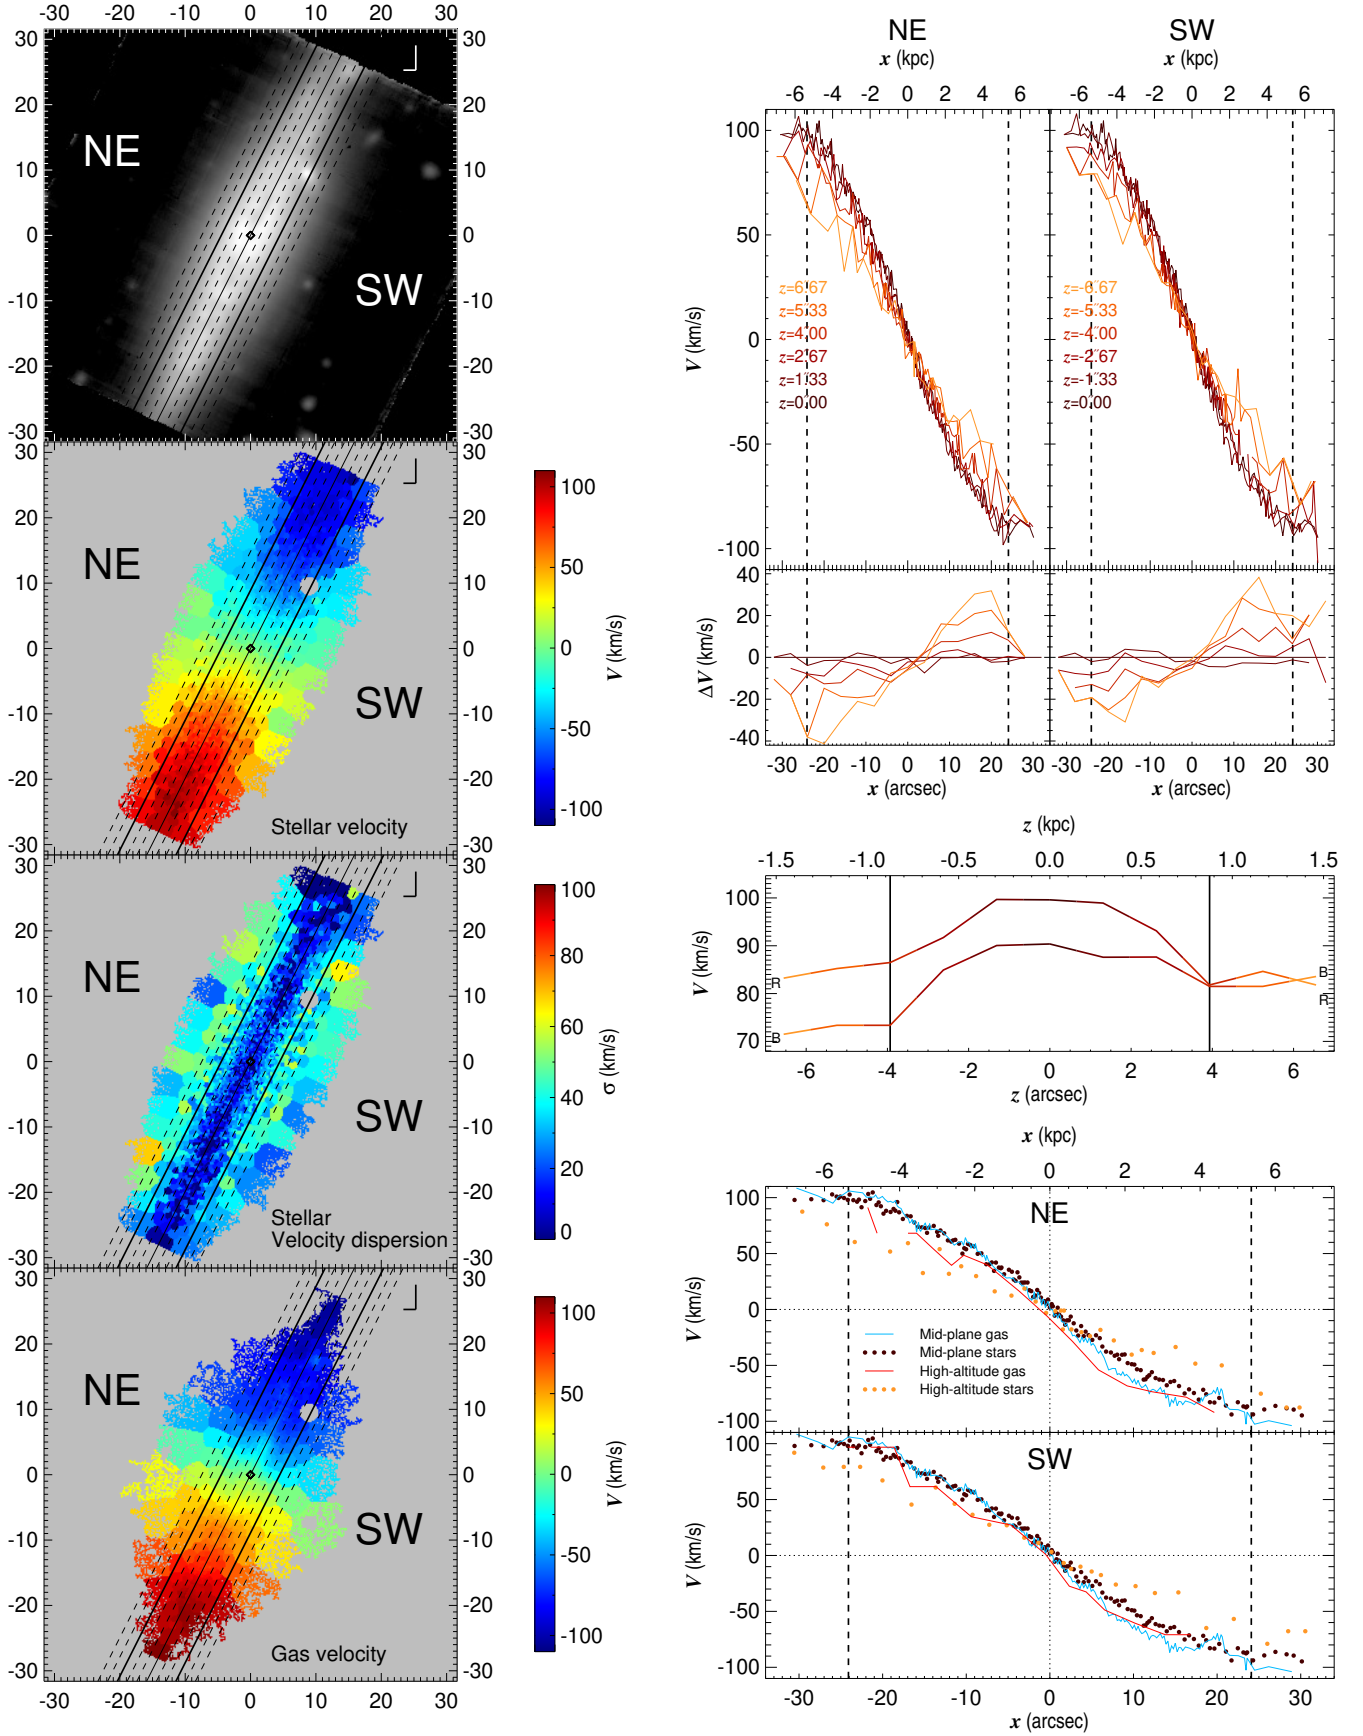 -30 -20 -10 0 10 20 30
30 30
20 20
10 10
0 0
-10 -10
-20 -20
-30 -30
NE
SW
30 30
20 20
10 10
0 0
-10 -10
-20 -20
-30 -30
NE
SW
Stellar velocity
100
50
0
-50
-100
V (km/s)
30 30
20 20
10 10
0 0
-10 -10
-20 -20
-30 -30
NE
SW
Stellar
Velocity dispersion
100
80
60
40
20
0
σ (km/s)
30 30
20 20
10 10
0 0
-10 -10
-20 -20
-30 -30
NE
SW
Gas velocity
100
50
0
-50
-100
V (km/s)
-30 -20 -10 0 10 20 30
NE SW
x (kpc) x (kpc)
-6 -4 -2 0 2 4 6 -6 -4 -2 0 2 4 6
100
50
0
-50
-100
V (km/s)
z=6."67 z=-6."67
z=5."33 z=-5."33
z=4."00 z=-4."00
z=2."67 z=-2."67
z=1."33 z=-1."33
z=0."00 z=0."00
40
20
0
-20
-40
ΔV (km/s)
-30 -20 -10 0 10 20 30 -30 -20 -10 0 10 20 30
x (arcsec) x (arcsec)
z (kpc)
-1.5 -1.0 -0.5 0.0 0.5 1.0 1.5
100
90
80
70
V (km/s)
R
B
B
R
-6 -4 -2 0 2 4 6
z (arcsec)
x (kpc)
-6 -4 -2 0 2 4 6
100
50
0
-50
-100
V (km/s)
NE
Mid-plane gas
Mid-plane stars
High-altitude gas
High-altitude stars
100
50
0
-50
-100
V (km/s)
SW
-30 -20 -10 0 10 20 30
x (arcsec)